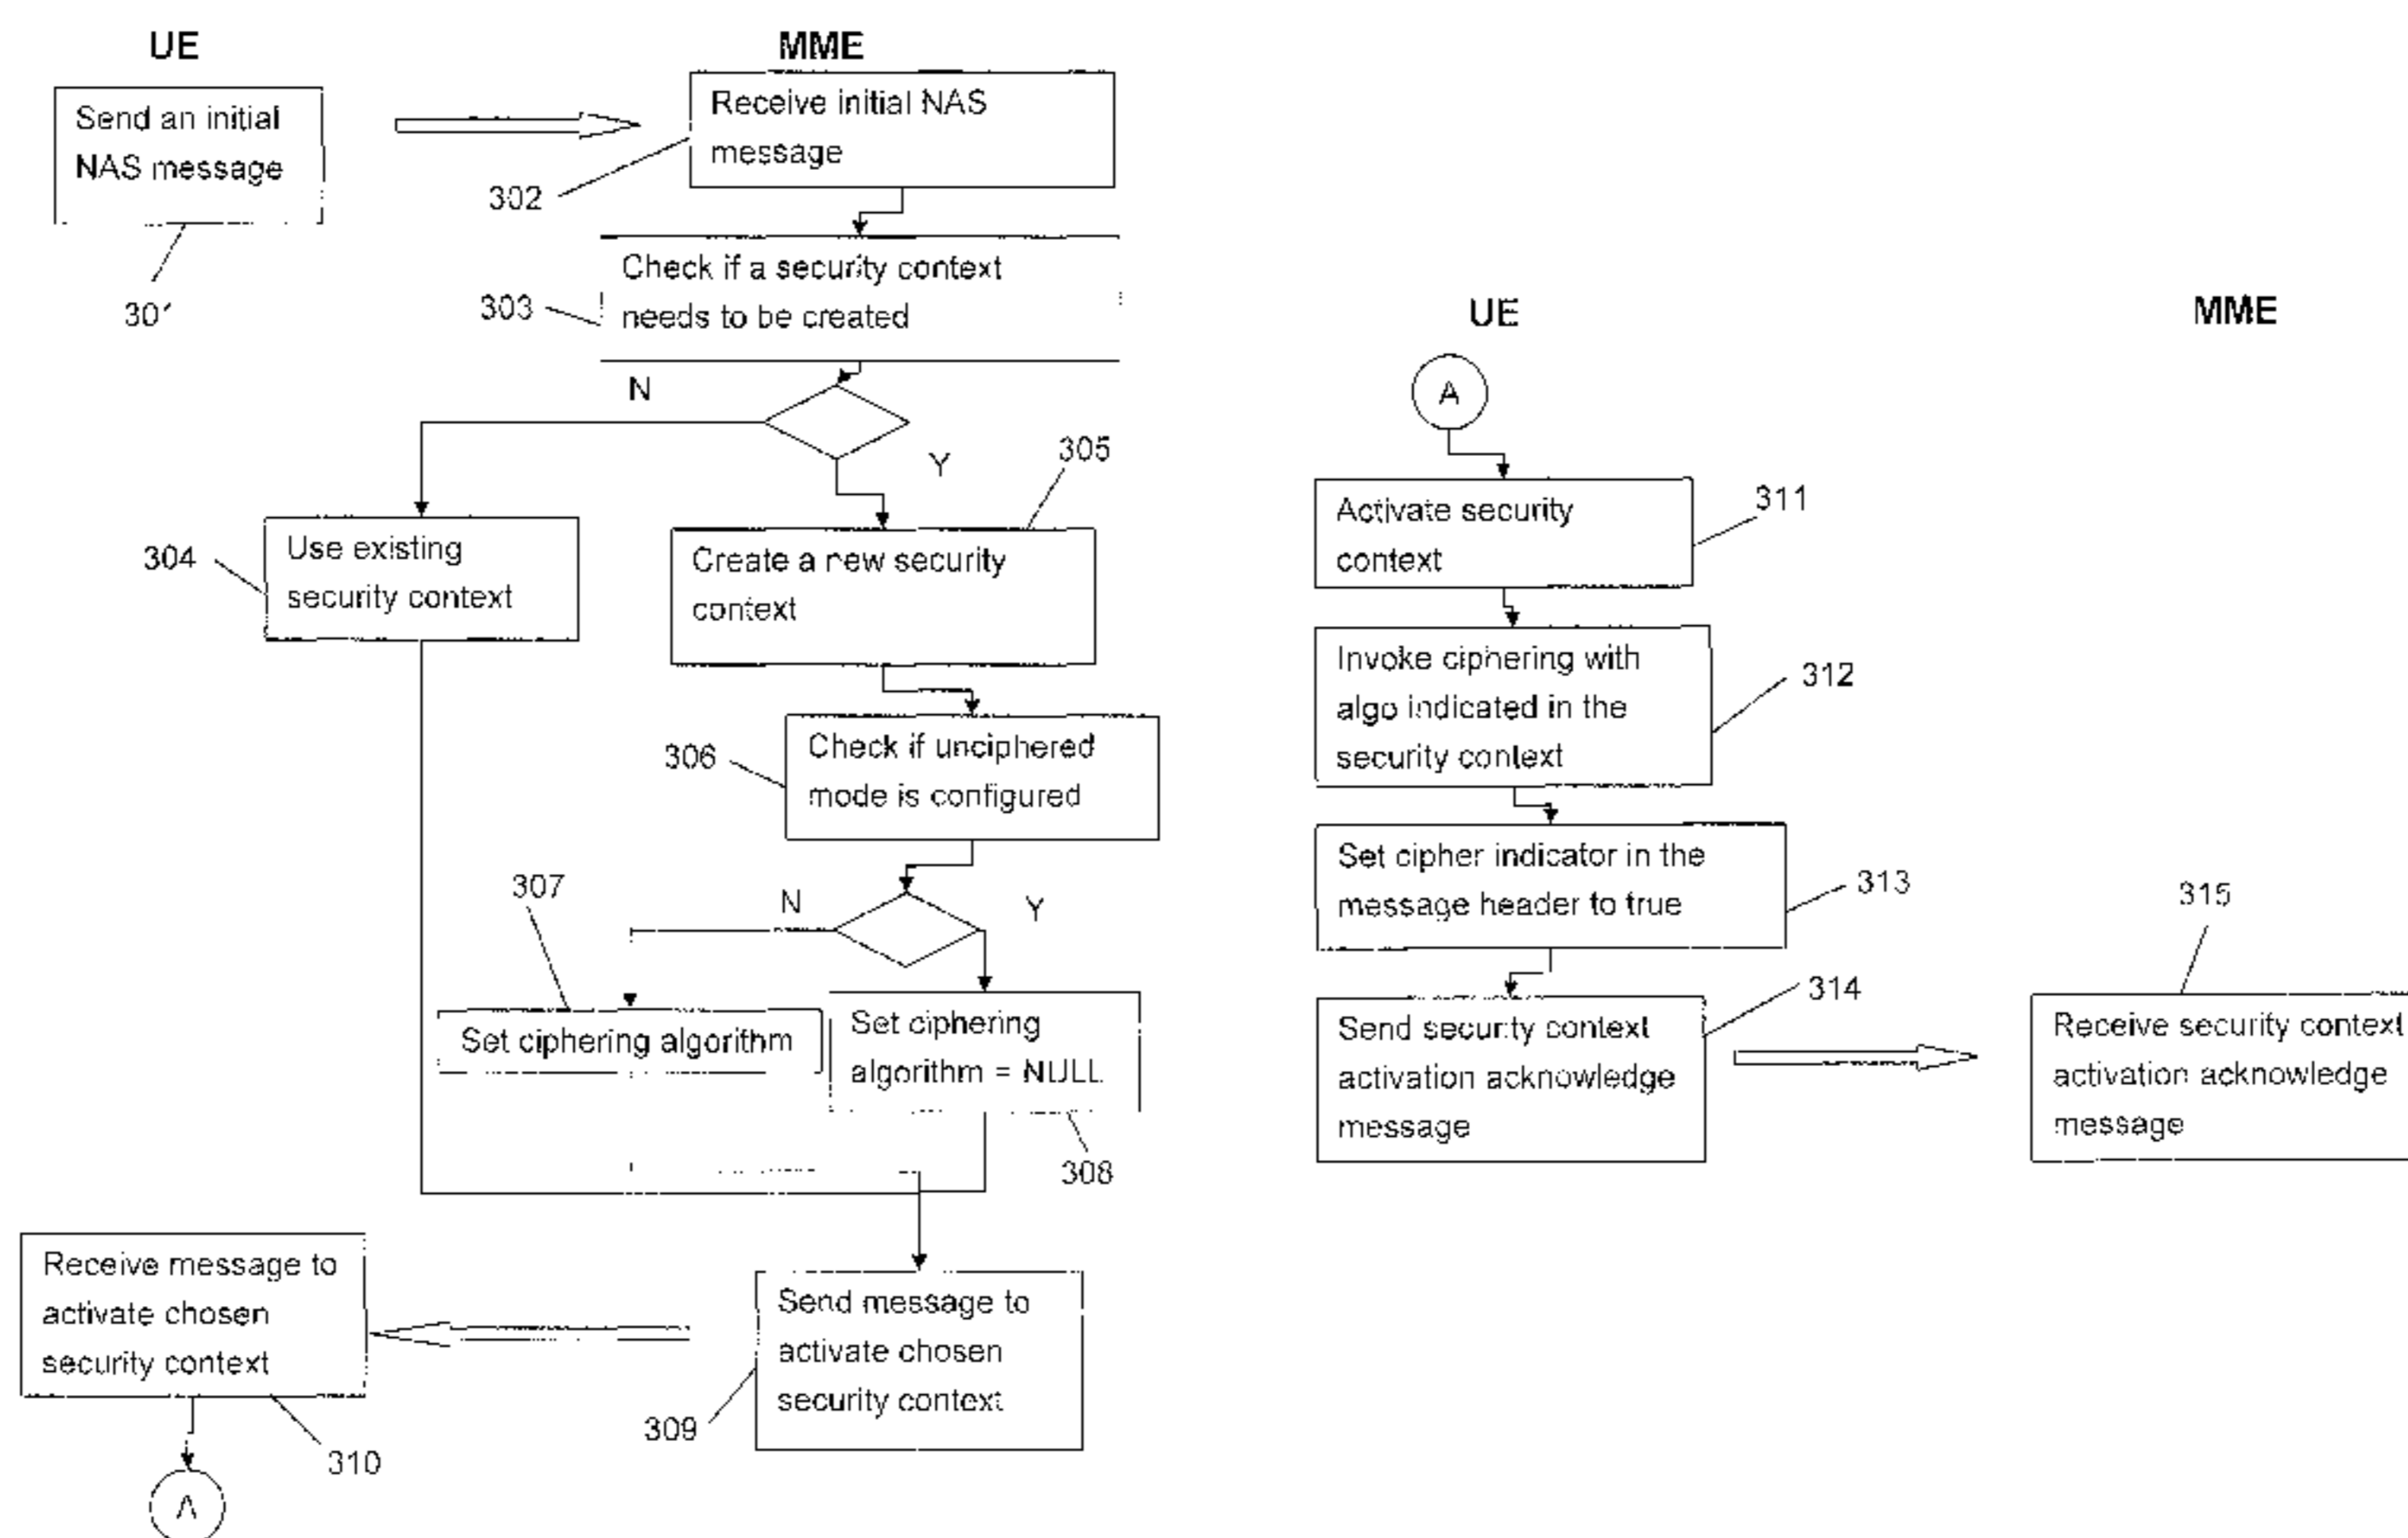 UE
MME
Send an initial
NAS message
301
Receive initial NAS
message
302
Check if a security context
needs to be created
303
N
Y
305
Use existing
security context
304
Create a new security
context
Check if unciphered
mode is configured
306
N
Y
307
Set ciphering algorithm
Set ciphering
algorithm = NULL
308
Receive message to
activate chosen
security context
310
Send message to
activate chosen
security context
309
A
UE
MME
A
Activate security
context
311
Invoke ciphering with
algo indicated in the
security context
312
Set cipher indicator in the
message header to true
313
Send security context
activation acknowledge
message
314
315
Receive security context
activation acknowledge
message